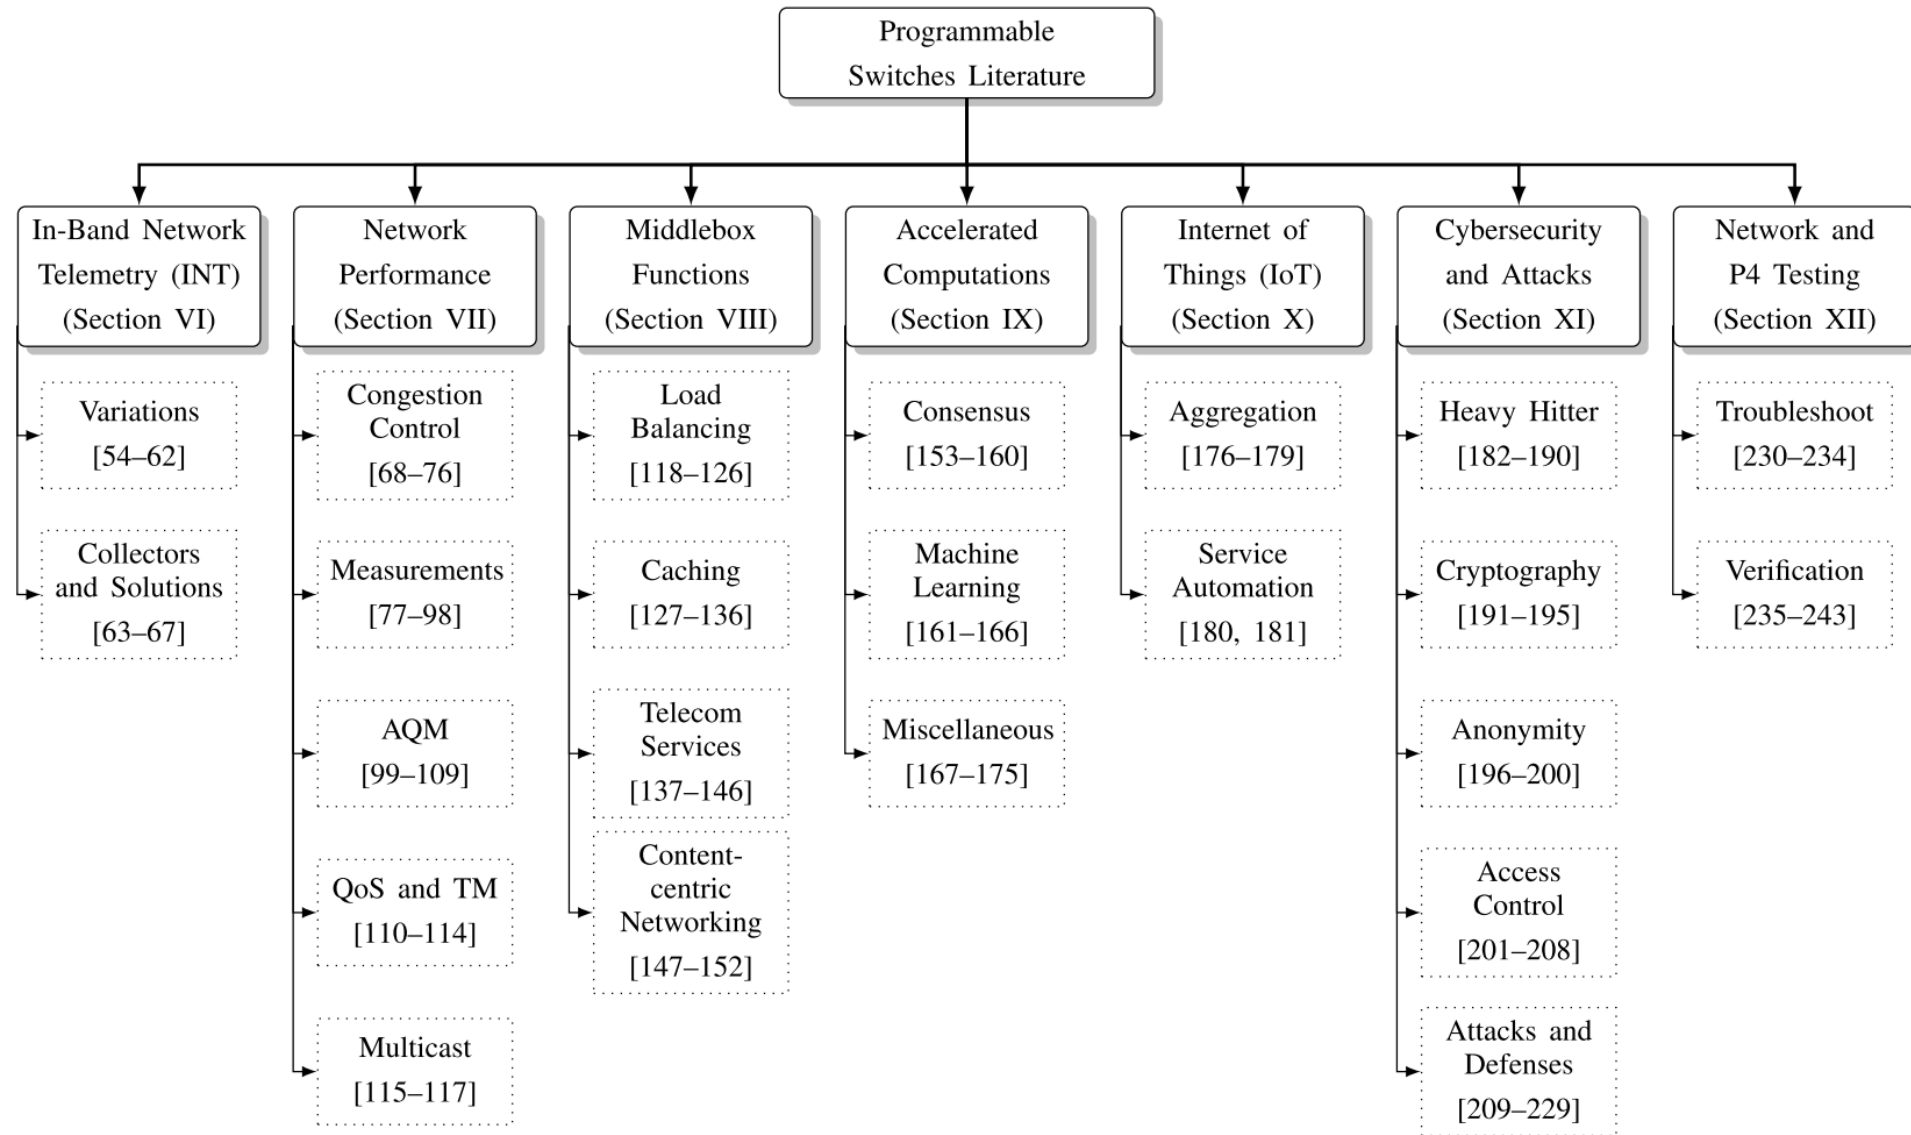 Programmable
Switches Literature
In-Band Network
Telemetry (INT)
(Section VI)
Variations
[54–62]
Collectors
and Solutions
[63–67]
Network
Performance
(Section VII)
Congestion
Control
[68–76]
Measurements
[77–98]
AQM
[99–109]
QoS and TM
[110–114]
Multicast
[115–117]
Middlebox
Functions
(Section VIII)
Load
Balancing
[118–126]
Caching
[127–136]
Telecom
Services
[137–146]
Content-
centric
Networking
[147–152]
Accelerated
Computations
(Section IX)
Consensus
[153–160]
Machine
Learning
[161–166]
Miscellaneous
[167–175]
Internet of
Things (IoT)
(Section X)
Aggregation
[176–179]
Service
Automation
[180, 181]
Cybersecurity
and Attacks
(Section XI)
Heavy Hitter
[182–190]
Cryptography
[191–195]
Anonymity
[196–200]
Access
Control
[201–208]
Attacks and
Defenses
[209–229]
Network and
P4 Testing
(Section XII)
Troubleshoot
[230–234]
Verification
[235–243]